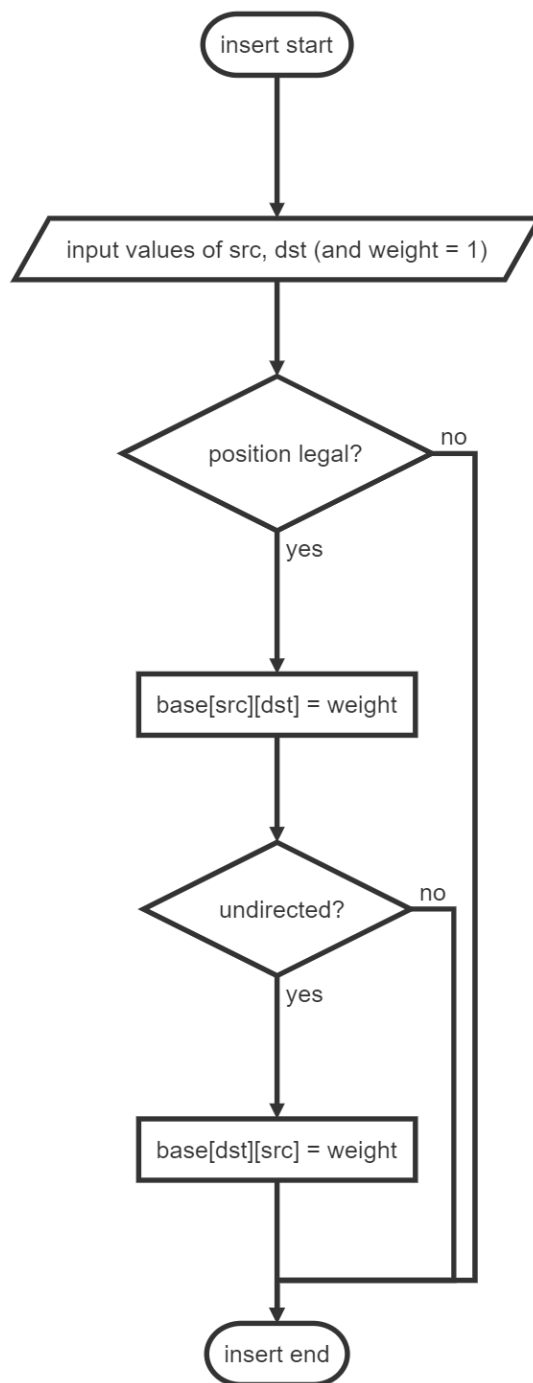 insert start
input values of src, dst (and weight = 1)
position legal?
no
yes
base[src][dst] = weight
undirected?
no
yes
base[dst][src] = weight
insert end